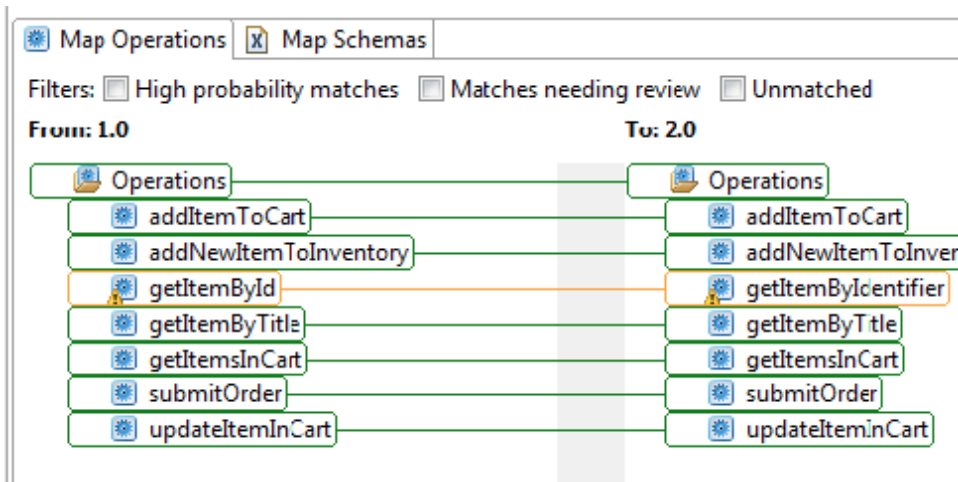 Map Operations Map Schemas
Filters: High probability matches Matches needing review Unmatched
From: 1.0 To: 2.0
Operations Operations
addItemToCart addItemToCart
addNewItemToInventory addNewItemToInver
getItemById getItemByIdentifier
getItemByTitle getItemByTitle
getItemsInCart getItemsInCart
submitOrder submitOrder
updateItemInCart updateItemInCart